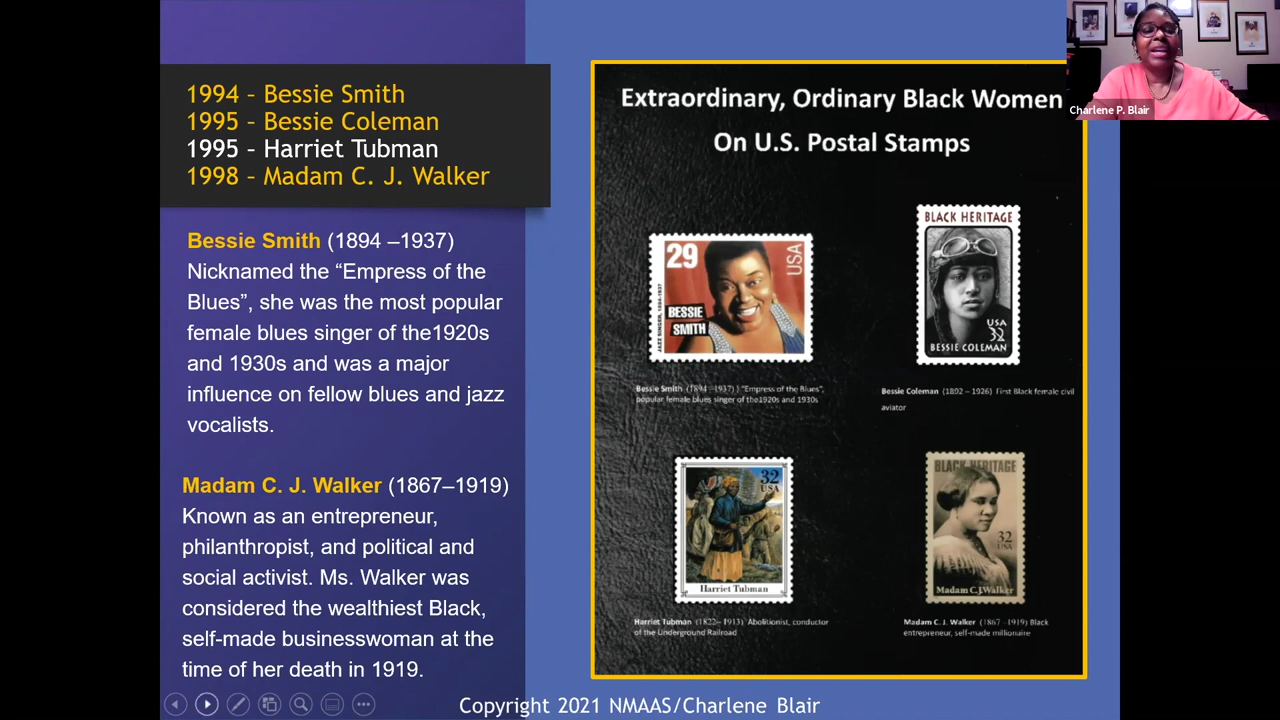 1994 – Bessie Smith
1995 – Bessie Coleman
1995 – Harriet Tubman
1998 – Madam C. J. Walker
Bessie Smith (1894 –1937)
Nicknamed the “Empress of the
Blues”, she was the most popular
female blues singer of the1920s
and 1930s and was a major
influence on fellow blues and jazz
vocalists.
Madam C. J. Walker (1867–1919)
Known as an entrepreneur,
philanthropist, and political and
social activist. Ms. Walker was
considered the wealthiest Black,
self-made businesswoman at the
time of her death in 1919.
Extraordinary, Ordinary Black Women
On U.S. Postal Stamps
29
USA
JAZZ SINGER, 1894-1937
BESSIE
SMITH
Bessie Smith (1894 –1937) ) “Empress of the Blues”,
popular female blues singer of the1920s and 1930s
BLACK HERITAGE
USA
32
BESSIE COLEMAN
Bessie Coleman (1892 – 1926) First Black female civil
aviator
32
USA
Harriet Tubman
Harriet Tubman (1822– 1913) Abolitionist, conductor
of the Underground Railroad
BLACK HERITAGE
32
USA
Madam C.J.Walker
Madam C. J. Walker (1867 –1919) Black
entrepreneur, self-made millionaire
Charlene P. Blair
Copyright 2021 NMAAS/Charlene Blair